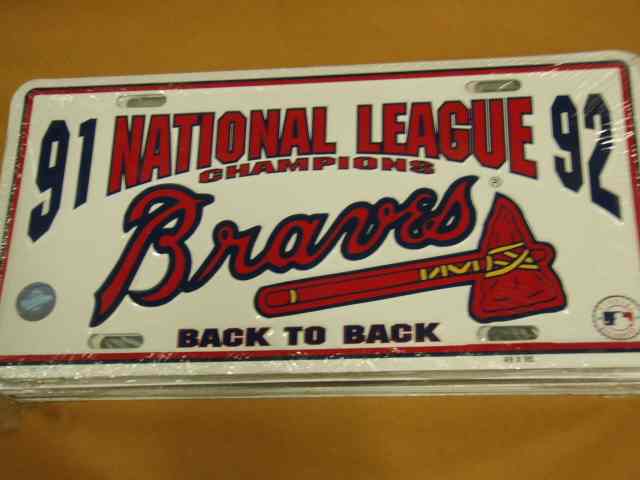 91 NATIONAL LEAGUE 92
CHAMPIONS
Braves®
BACK TO BACK